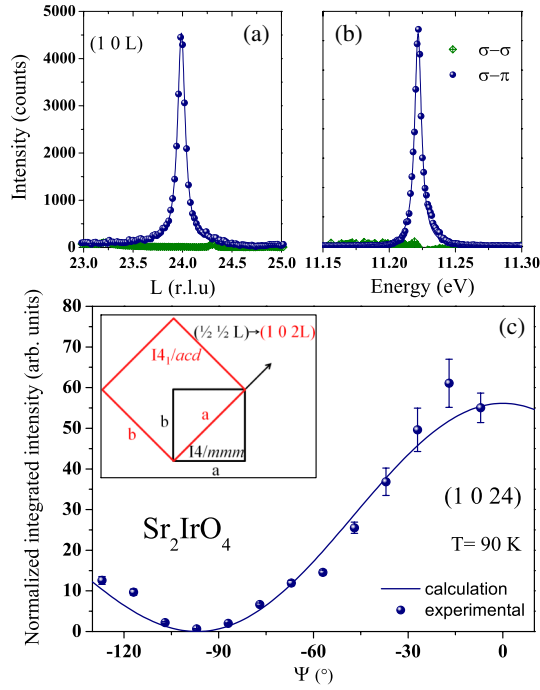 (1 0 L)
(a)
Intensity (counts)
5000
4000
3000
2000
1000
0
23.0 23.5 24.0 24.5 25.0
L (r.l.u)
(b)
σ−σ
σ−π
11.15 11.20 11.25 11.30
Energy (eV)
(c)
Normalized integrated intensity (arb. units)
80
70
60
50
40
30
20
10
0
(½ ½ L)→(1 0 2L)
I4₁/acd
b
a
b
I4/mmm
a
Sr₂IrO₄
(1 0 24)
T= 90 K
calculation
experimental
-120 -90 -60 -30 0
Ψ (°)